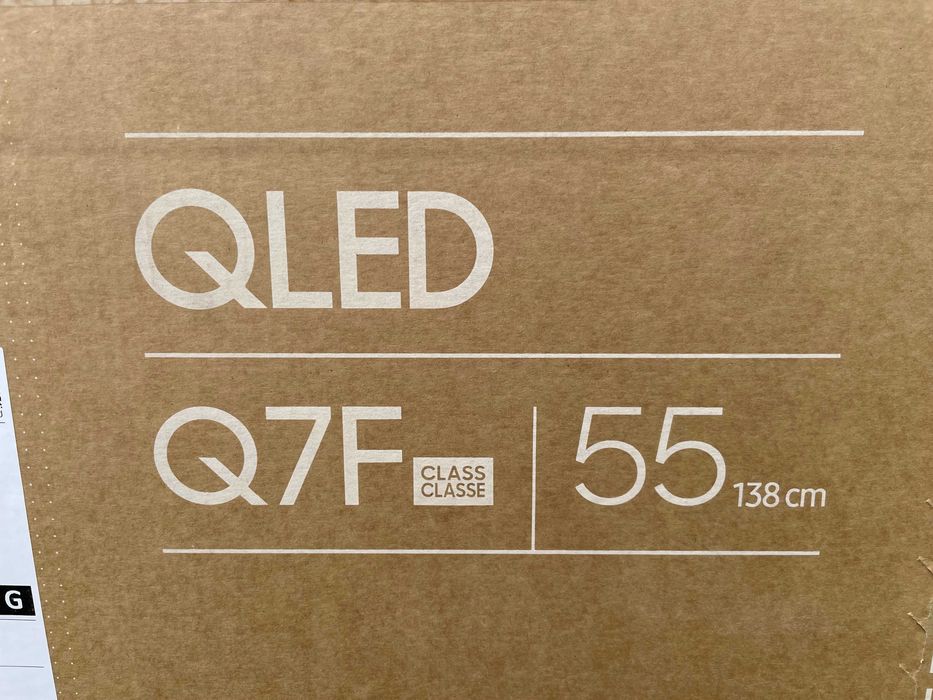 QLED
Q7F
CLASS
CLASSE
55
138 cm
G